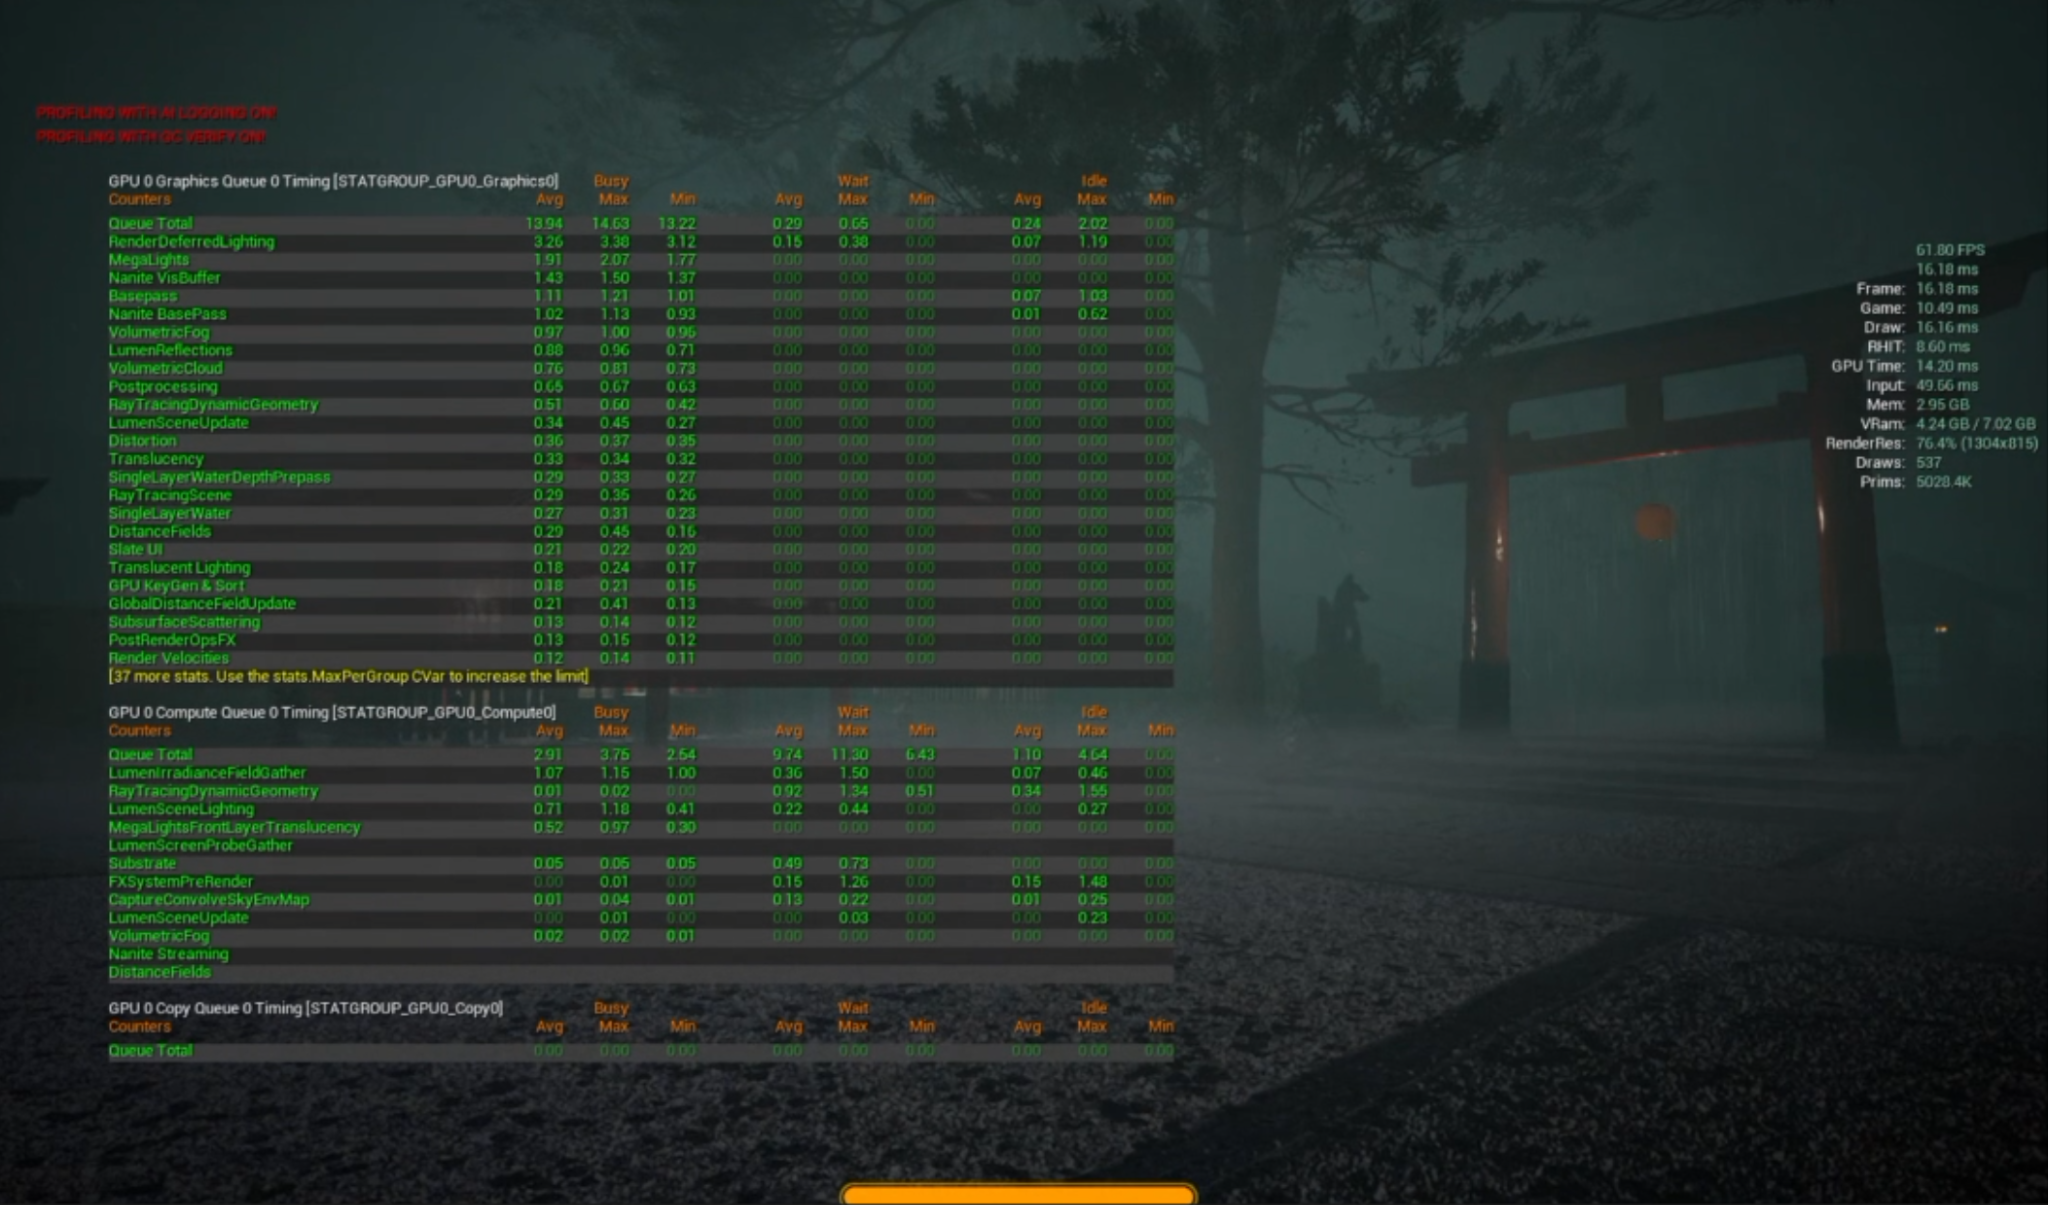 PROFILING WITH AI LOGGING ON!
PROFILING WITH GC VERIFY ON!
GPU 0 Graphics Queue 0 Timing [STATGROUP_GPU0_Graphics0] Busy Wait Idle
Counters Avg Max Min Avg Max Min Avg Max Min
Queue Total 13.94 14.63 13.22 0.29 0.65 0.00 0.24 2.02 0.00
RenderDeferredLighting 3.26 3.38 3.12 0.15 0.38 0.00 0.07 1.19 0.00
MegaLights 1.91 2.07 1.77 0.00 0.00 0.00 0.00 0.00 0.00
Nanite VisBuffer 1.43 1.50 1.37 0.00 0.00 0.00 0.00 0.00 0.00
Basepass 1.11 1.21 1.01 0.00 0.00 0.00 0.07 1.03 0.00
Nanite BasePass 1.02 1.13 0.93 0.00 0.00 0.00 0.01 0.62 0.00
VolumetricFog 0.97 1.00 0.95 0.00 0.00 0.00 0.00 0.00 0.00
LumenReflections 0.88 0.96 0.71 0.00 0.00 0.00 0.00 0.00 0.00
VolumetricCloud 0.76 0.81 0.73 0.00 0.00 0.00 0.00 0.00 0.00
Postprocessing 0.65 0.67 0.63 0.00 0.00 0.00 0.00 0.00 0.00
RayTracingDynamicGeometry 0.51 0.60 0.42 0.00 0.00 0.00 0.00 0.00 0.00
LumenSceneUpdate 0.34 0.45 0.27 0.00 0.00 0.00 0.00 0.00 0.00
Distortion 0.36 0.37 0.35 0.00 0.00 0.00 0.00 0.00 0.00
Translucency 0.33 0.34 0.32 0.00 0.00 0.00 0.00 0.00 0.00
SingleLayerWaterDepthPrepass 0.29 0.33 0.27 0.00 0.00 0.00 0.00 0.00 0.00
RayTracingScene 0.29 0.35 0.26 0.00 0.00 0.00 0.00 0.00 0.00
SingleLayerWater 0.27 0.31 0.23 0.00 0.00 0.00 0.00 0.00 0.00
DistanceFields 0.29 0.45 0.16 0.00 0.00 0.00 0.00 0.00 0.00
Slate UI 0.21 0.22 0.20 0.00 0.00 0.00 0.00 0.00 0.00
Translucent Lighting 0.18 0.24 0.17 0.00 0.00 0.00 0.00 0.00 0.00
GPU KeyGen & Sort 0.18 0.21 0.15 0.00 0.00 0.00 0.00 0.00 0.00
GlobalDistanceFieldUpdate 0.21 0.41 0.13 0.00 0.00 0.00 0.00 0.00 0.00
SubsurfaceScattering 0.13 0.14 0.12 0.00 0.00 0.00 0.00 0.00 0.00
PostRenderOpsFX 0.13 0.15 0.12 0.00 0.00 0.00 0.00 0.00 0.00
Render Velocities 0.12 0.14 0.11 0.00 0.00 0.00 0.00 0.00 0.00
[37 more stats. Use the stats.MaxPerGroup CVar to increase the limit]
GPU 0 Compute Queue 0 Timing [STATGROUP_GPU0_Compute0] Busy Wait Idle
Counters Avg Max Min Avg Max Min Avg Max Min
Queue Total 2.91 3.75 2.54 9.74 11.30 6.43 1.10 4.64 0.00
LumenIrradianceFieldGather 1.07 1.15 1.00 0.36 1.50 0.00 0.07 0.46 0.00
RayTracingDynamicGeometry 0.01 0.02 0.00 0.92 1.34 0.51 0.34 1.55 0.00
LumenSceneLighting 0.71 1.18 0.41 0.22 0.44 0.00 0.00 0.27 0.00
MegaLightsFrontLayerTranslucency 0.52 0.97 0.30 0.00 0.00 0.00 0.00 0.00 0.00
LumenScreenProbeGather
Substrate 0.05 0.05 0.05 0.49 0.73 0.00 0.00 0.00 0.00
FXSystemPreRender 0.00 0.01 0.00 0.15 1.26 0.00 0.15 1.48 0.00
CaptureConvolveSkyEnvMap 0.01 0.04 0.01 0.13 0.22 0.00 0.01 0.25 0.00
LumenSceneUpdate 0.00 0.01 0.00 0.00 0.03 0.00 0.00 0.23 0.00
VolumetricFog 0.02 0.02 0.01 0.00 0.00 0.00 0.00 0.00 0.00
Nanite Streaming
DistanceFields
GPU 0 Copy Queue 0 Timing [STATGROUP_GPU0_Copy0] Busy Wait Idle
Counters Avg Max Min Avg Max Min Avg Max Min
Queue Total 0.00 0.00 0.00 0.00 0.00 0.00 0.00 0.00 0.00
61.80 FPS
16.18 ms
Frame: 16.18 ms
Game: 10.49 ms
Draw: 16.16 ms
RHIT: 8.60 ms
GPU Time: 14.20 ms
Input: 49.66 ms
Mem: 2.95 GB
VRam: 4.24 GB / 7.02 GB
RenderRes: 76.4% (1304x815)
Draws: 537
Prims: 5028.4K